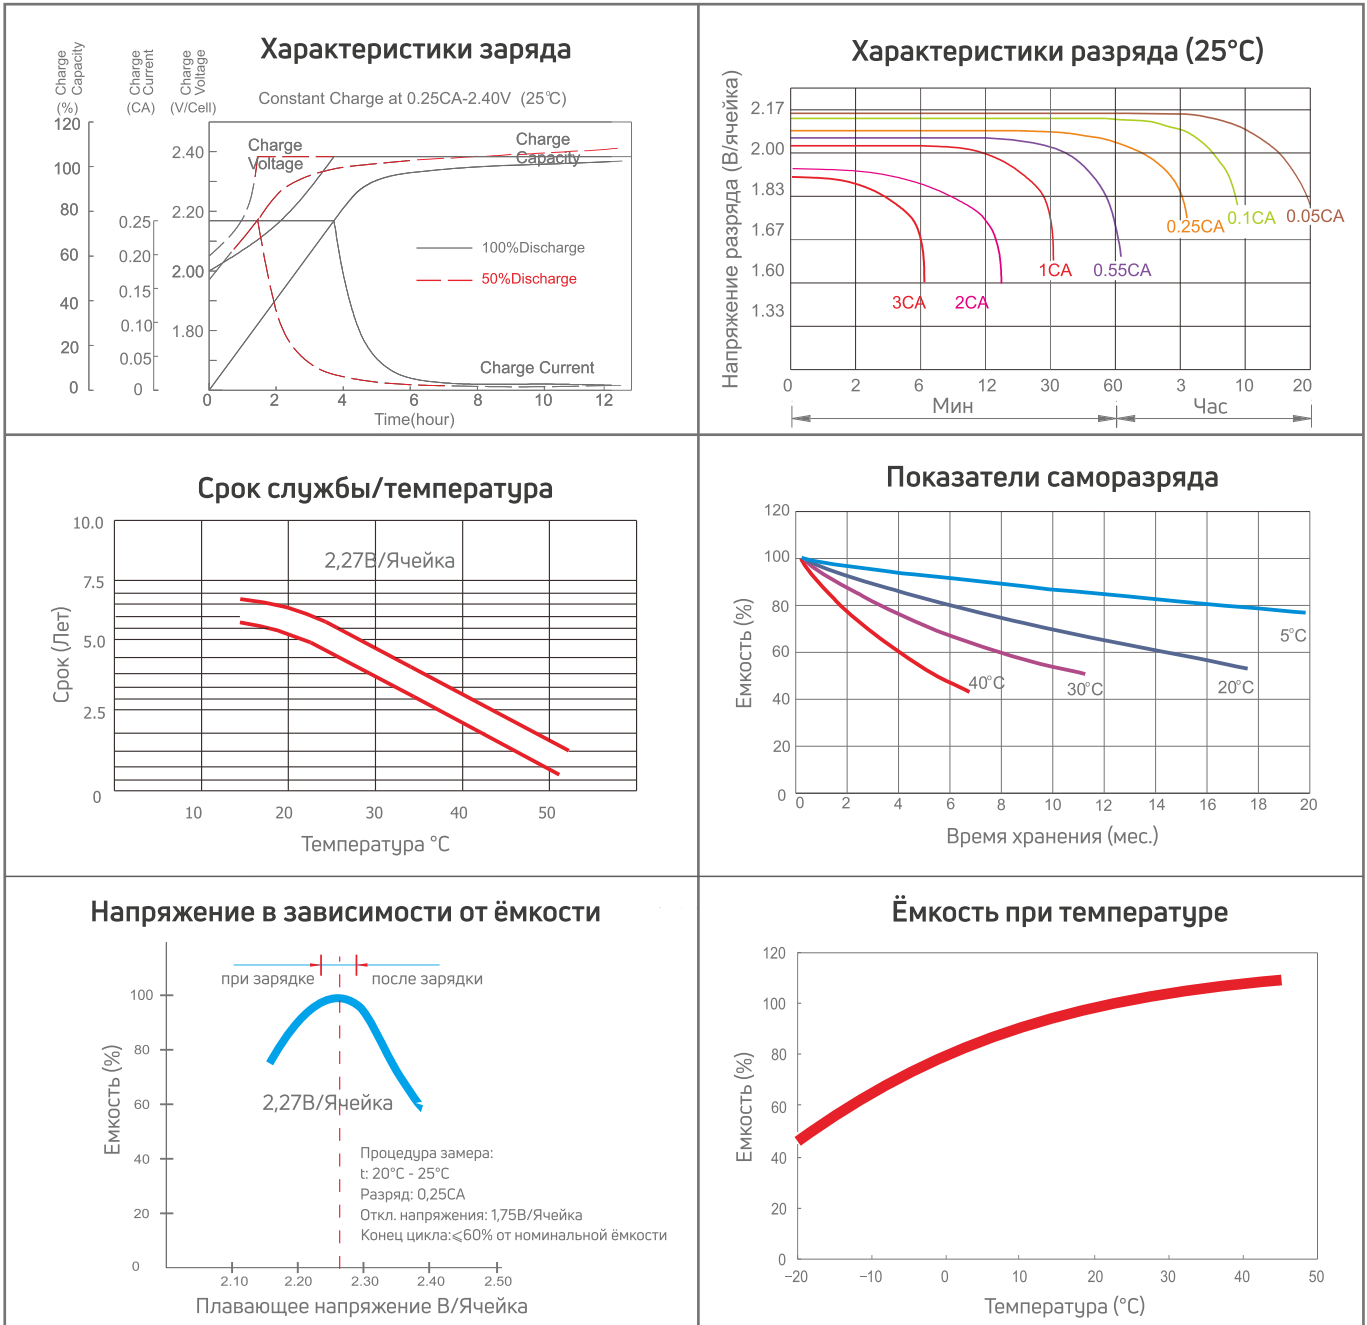 Характеристики заряда
Charge Capacity
(%)
Charge Current
(CA)
Charge Voltage
(V/Cell)
Constant Charge at 0.25CA-2.40V (25°C)
120
100
80
60
40
20
0
0.25
0.20
0.15
0.10
0.05
0
2.40
2.20
2.00
1.80
Charge
Voltage
Charge
Capacity
100%Discharge
50%Discharge
Charge Current
0 2 4 6 8 10 12
Time(hour)
Характеристики разряда (25°C)
Напряжение разряда (В/ячейка)
2.17
2.00
1.83
1.67
1.60
1.33
3CA
2CA
1CA
0.55CA
0.25CA
0.1CA
0.05CA
0 2 6 12 30 60 3 10 20
Мин
Час
Срок службы/температура
2,27В/Ячейка
Срок (Лет)
10.0
7.5
5.0
2.5
0
10 20 30 40 50
Температура °C
Показатели саморазряда
Емкость (%)
120
100
80
60
40
20
0
5°C
40°C
30°C
20°C
0 2 4 6 8 10 12 14 16 18 20
Время хранения (мес.)
Напряжение в зависимости от ёмкости
при зарядке
после зарядки
Емкость (%)
100
80
60
40
20
0
2,27В/Ячейка
Процедура замера:
t: 20°C - 25°C
Разряд: 0,25CA
Откл. напряжения: 1,75В/Ячейка
Конец цикла:⩽60% от номинальной ёмкости
2.10 2.20 2.30 2.40 2.50
Плавающее напряжение В/Ячейка
Ёмкость при температуре
Емкость (%)
120
100
80
60
40
20
0
−20 −10 0 10 20 30 40 50
Температура (°C)